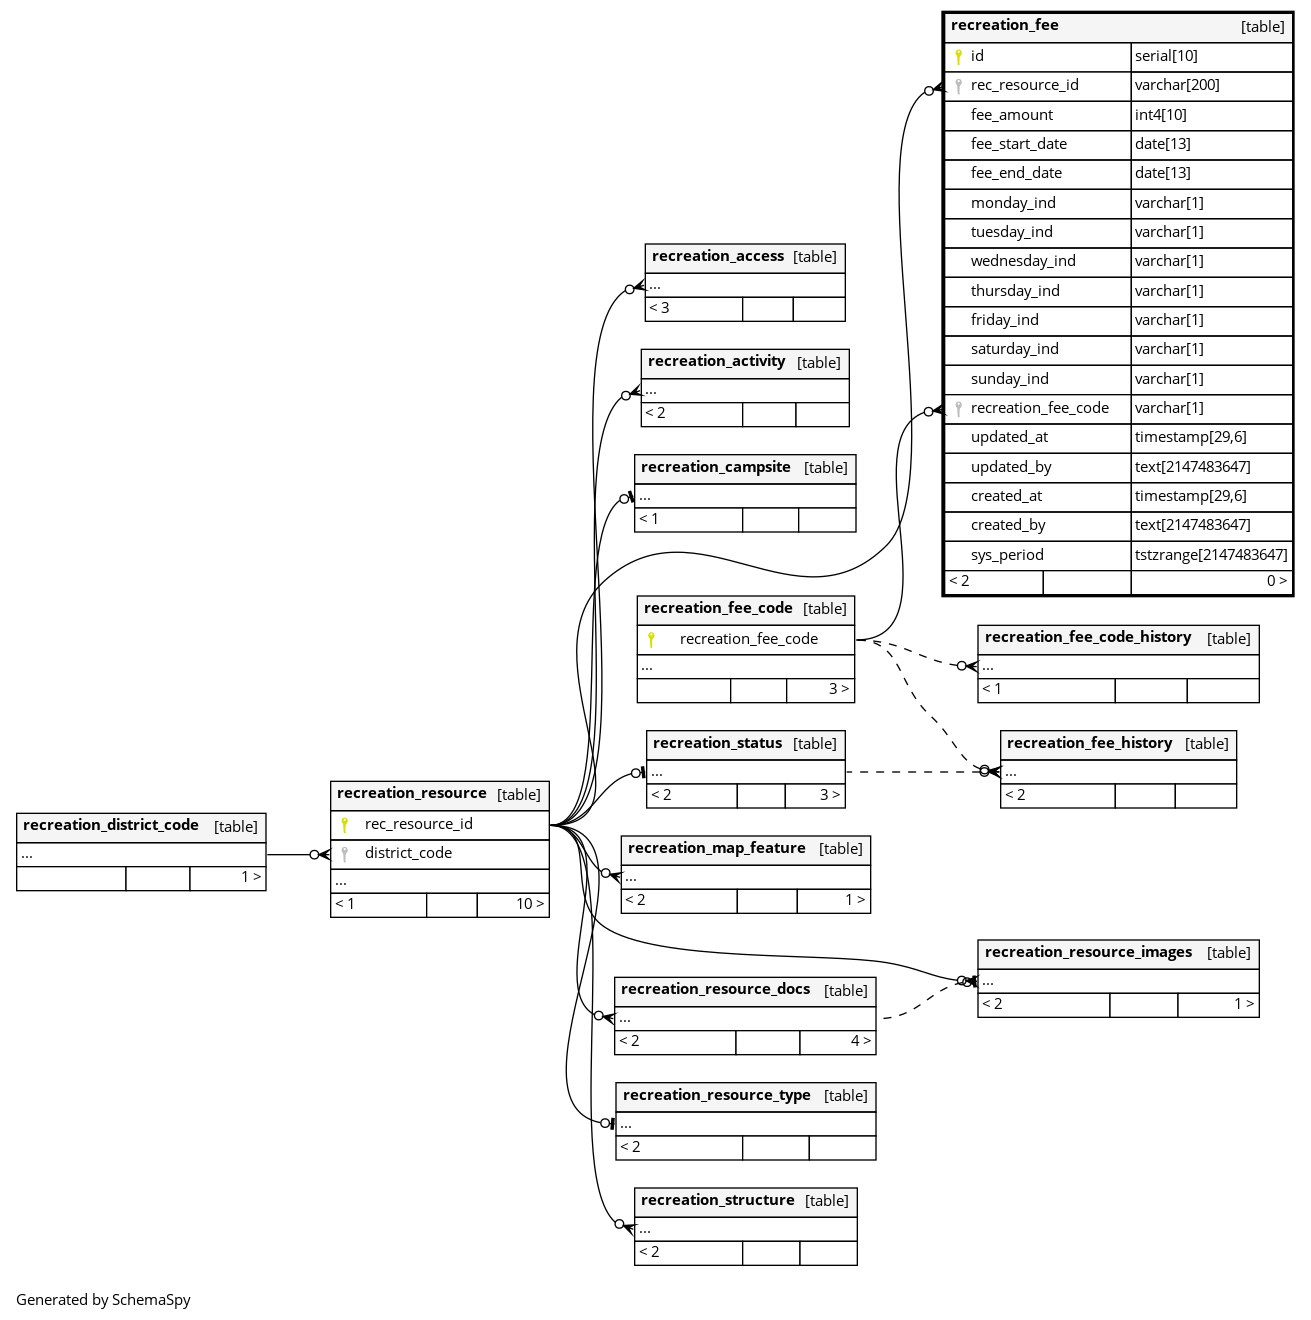 recreation_fee [table]
id serial[10]
rec_resource_id varchar[200]
fee_amount int4[10]
fee_start_date date[13]
fee_end_date date[13]
monday_ind varchar[1]
tuesday_ind varchar[1]
wednesday_ind varchar[1]
thursday_ind varchar[1]
friday_ind varchar[1]
saturday_ind varchar[1]
sunday_ind varchar[1]
recreation_fee_code varchar[1]
updated_at timestamp[29,6]
updated_by text[2147483647]
created_at timestamp[29,6]
created_by text[2147483647]
sys_period tstzrange[2147483647]
< 2 0 >
recreation_access [table]
...
< 3
recreation_activity [table]
...
< 2
recreation_campsite [table]
...
< 1
recreation_fee_code [table]
recreation_fee_code
...
3 >
recreation_fee_code_history [table]
...
< 1
recreation_status [table]
...
< 2 3 >
recreation_fee_history [table]
...
< 2
recreation_resource [table]
rec_resource_id
district_code
...
< 1 10 >
recreation_district_code [table]
...
1 >
recreation_map_feature [table]
...
< 2 1 >
recreation_resource_images [table]
...
< 2 1 >
recreation_resource_docs [table]
...
< 2 4 >
recreation_resource_type [table]
...
< 2
recreation_structure [table]
...
< 2
Generated by SchemaSpy